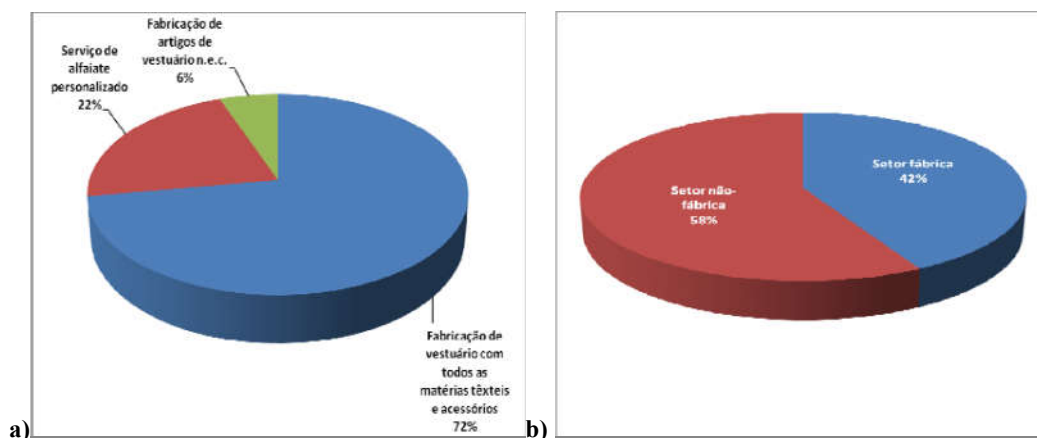 Fabricação de
artigos de
vestuário n.e.c.
6%
Serviço de
alfaiate
personalizado
22%
Fabricação de
vestuário com
todos as
matérias têxteis
e acessórios
72%
a)
Setor fábrica
42%
Setor não-
fábrica
58%
b)